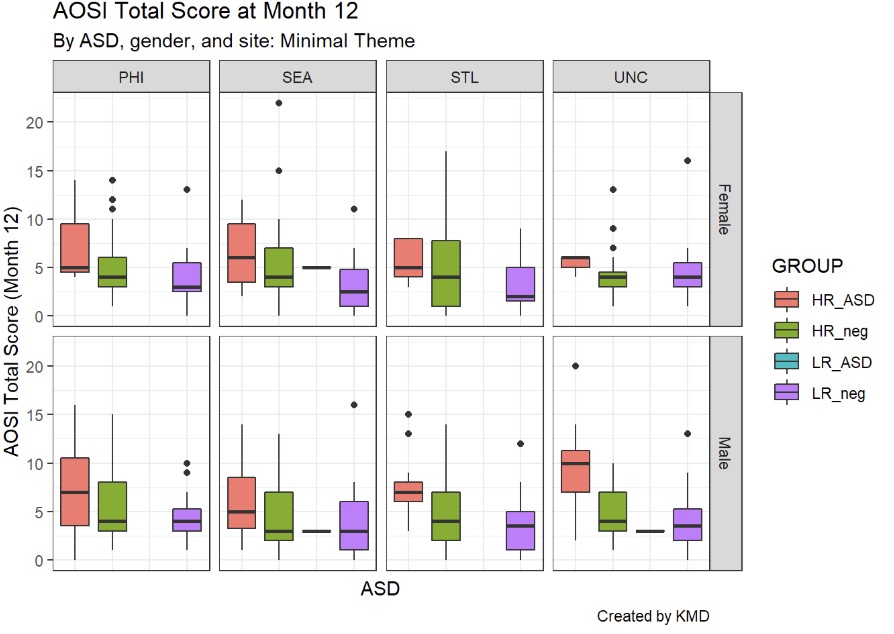 AOSI Total Score at Month 12
By ASD, gender, and site: Minimal Theme
PHI
SEA
STL
UNC
AOSI Total Score (Month 12)
20
15
10
5
0
Female
20
15
10
5
0
Male
ASD
GROUP
HR_ASD
HR_neg
LR_ASD
LR_neg
Created by KMD